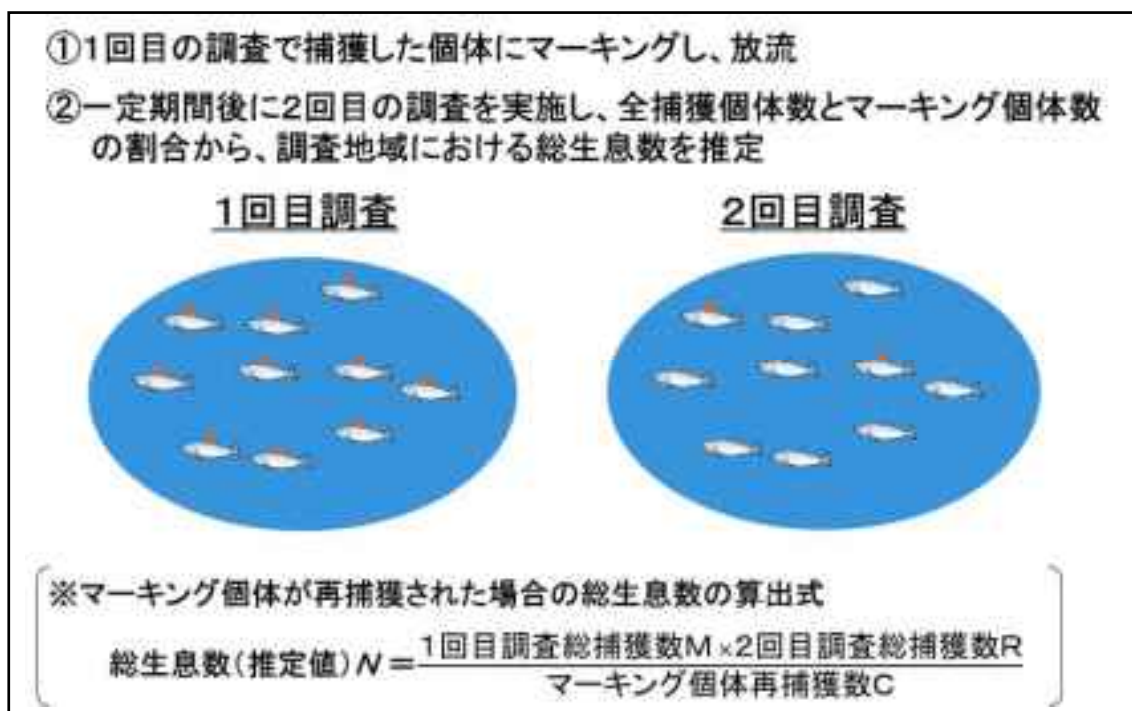 ①1回目の調査で捕獲した個体にマーキングし、放流
②一定期間後に2回目の調査を実施し、全捕獲個体数とマーキング個体数
の割合から、調査地域における総生息数を推定
1回目調査
2回目調査
※マーキング個体が再捕獲された場合の総生息数の算出式
総生息数(推定値)N=1回目調査総捕獲数M×2回目調査総捕獲数R
マーキング個体再捕獲数C